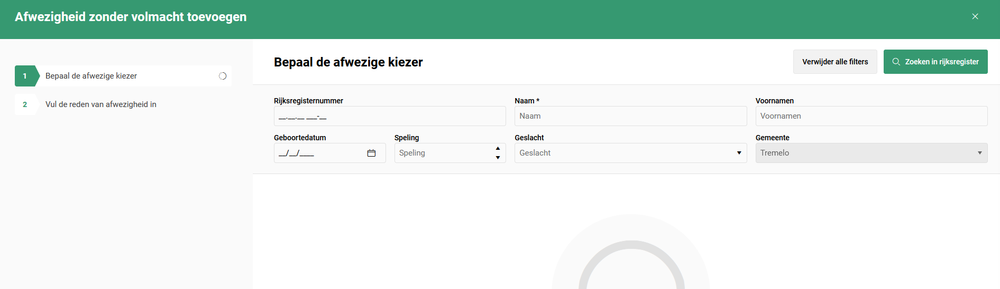 Afwezigheid zonder volmacht toevoegen
1 Bepaal de afwezige kiezer
2 Vul de reden van afwezigheid in
Bepaal de afwezige kiezer
Verwijder alle filters
Zoeken in rijksregister
Rijksregisternummer
__.__.__ ___-__
Naam *
Naam
Voornamen
Voornamen
Geboortedatum
__/__/____
Speling
Speling
Geslacht
Geslacht
Gemeente
Tremelo